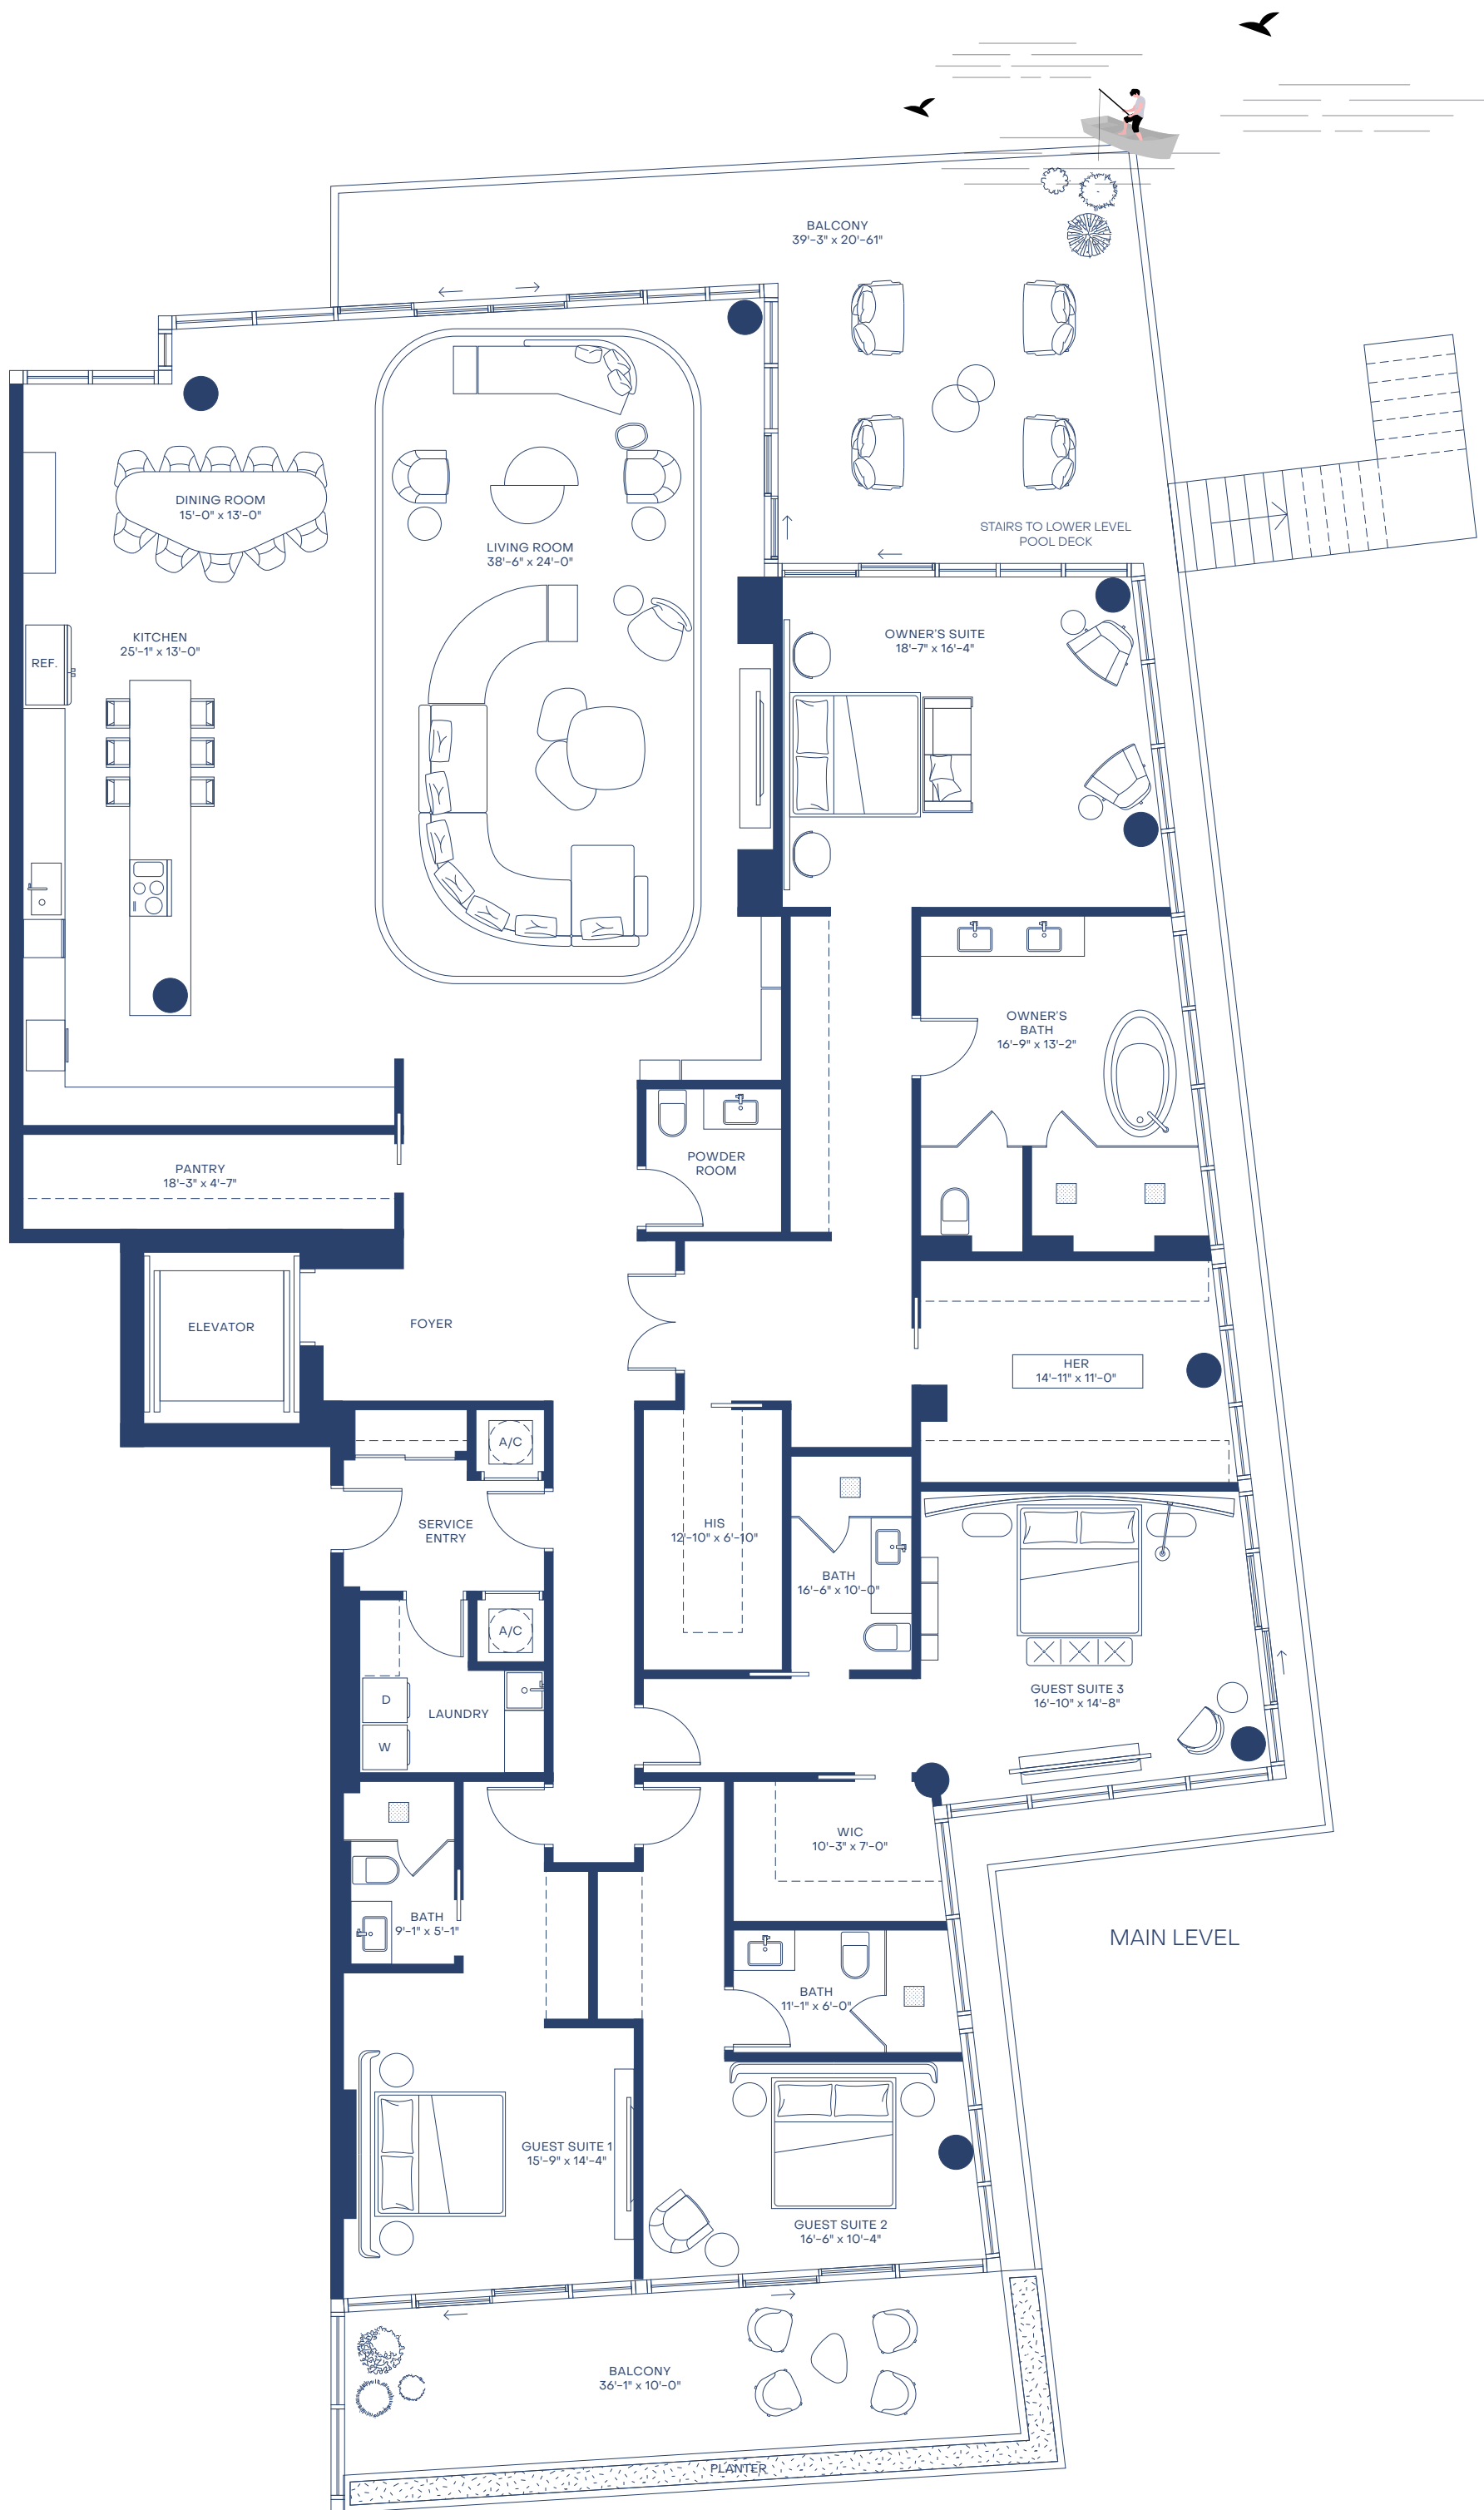 BALCONY
39'-3" x 20'-61"
DINING ROOM
15'-0" x 13'-0"
LIVING ROOM
38'-6" x 24'-0"
STAIRS TO LOWER LEVEL
POOL DECK
KITCHEN
25'-1" x 13'-0"
OWNER'S SUITE
18'-7" x 16'-4"
REF.
OWNER'S
BATH
16'-9" x 13'-2"
POWDER
ROOM
PANTRY
18'-3" x 4'-7"
ELEVATOR
FOYER
HER
14'-11" x 11'-0"
A/C
SERVICE
ENTRY
HIS
12'-10" x 6'-10"
BATH
16'-6" x 10'-0"
A/C
D
LAUNDRY
W
GUEST SUITE 3
16'-10" x 14'-8"
WIC
10'-3" x 7'-0"
BATH
9'-1" x 5'-1"
MAIN LEVEL
BATH
11'-1" x 6'-0"
GUEST SUITE 1
15'-9" x 14'-4"
GUEST SUITE 2
16'-6" x 10'-4"
BALCONY
36'-1" x 10'-0"
PLANTER